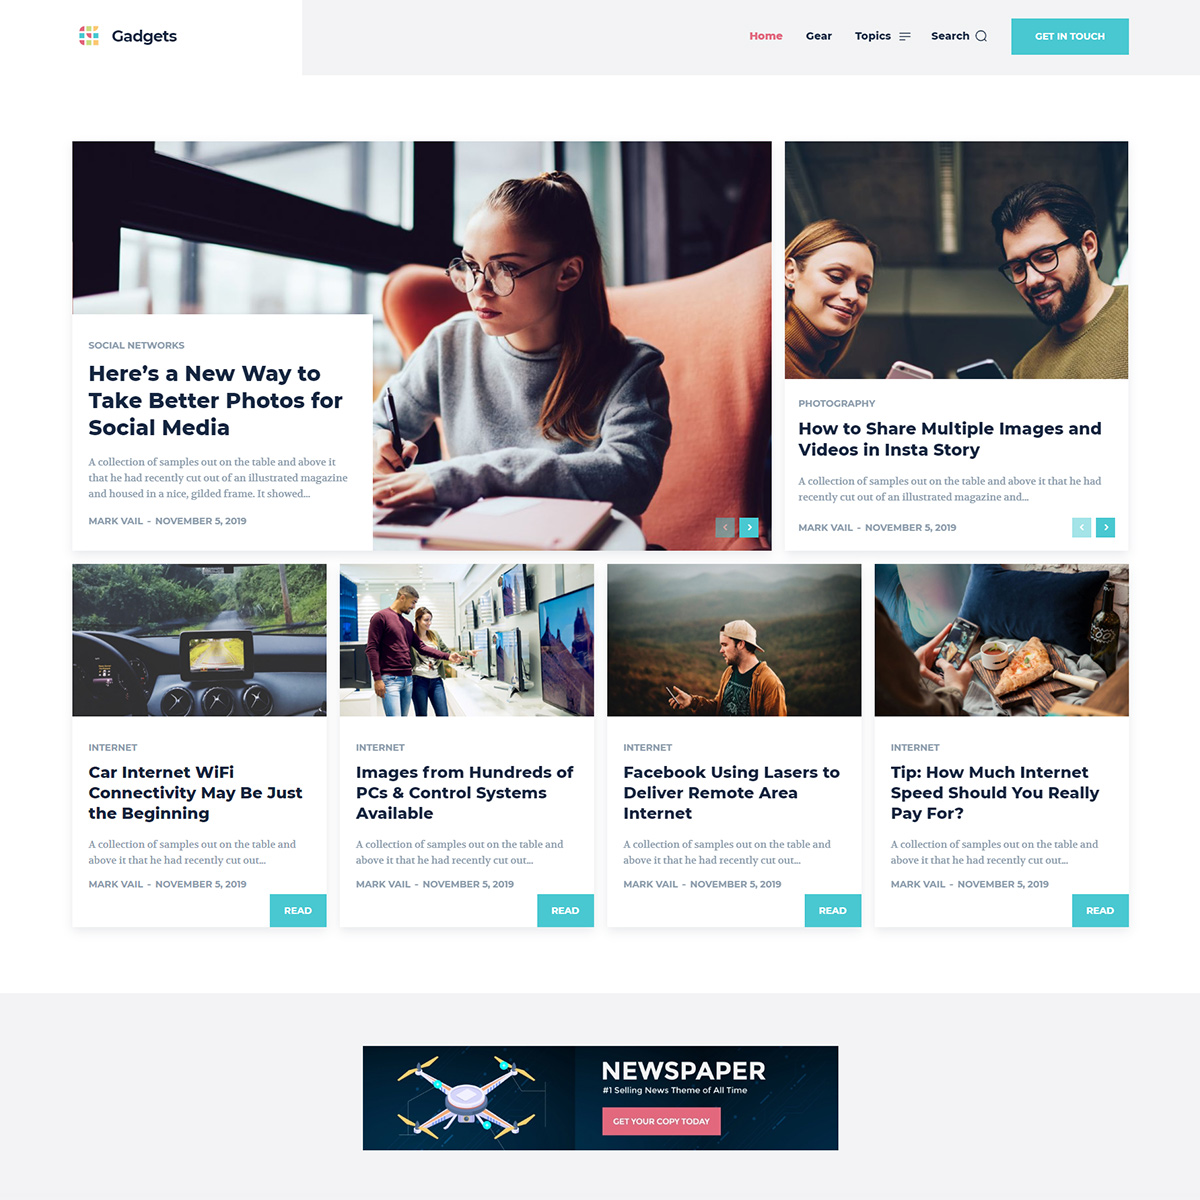 Gadgets
Home Gear Topics Search GET IN TOUCH
SOCIAL NETWORKS
Here’s a New Way to
Take Better Photos for
Social Media
A collection of samples out on the table and above it
that he had recently cut out of an illustrated magazine
and housed in a nice, gilded frame. It showed...
MARK VAIL - NOVEMBER 5, 2019
PHOTOGRAPHY
How to Share Multiple Images and
Videos in Insta Story
A collection of samples out on the table and above it that he had
recently cut out of an illustrated magazine and...
MARK VAIL - NOVEMBER 5, 2019
INTERNET
Car Internet WiFi
Connectivity May Be Just
the Beginning
A collection of samples out on the table and
above it that he had recently cut out...
MARK VAIL - NOVEMBER 5, 2019
READ
INTERNET
Images from Hundreds of
PCs & Control Systems
Available
A collection of samples out on the table and
above it that he had recently cut out...
MARK VAIL - NOVEMBER 5, 2019
READ
INTERNET
Facebook Using Lasers to
Deliver Remote Area
Internet
A collection of samples out on the table and
above it that he had recently cut out...
MARK VAIL - NOVEMBER 5, 2019
READ
INTERNET
Tip: How Much Internet
Speed Should You Really
Pay For?
A collection of samples out on the table and
above it that he had recently cut out...
MARK VAIL - NOVEMBER 5, 2019
READ
NEWSPAPER
#1 Selling News Theme of All Time
GET YOUR COPY TODAY